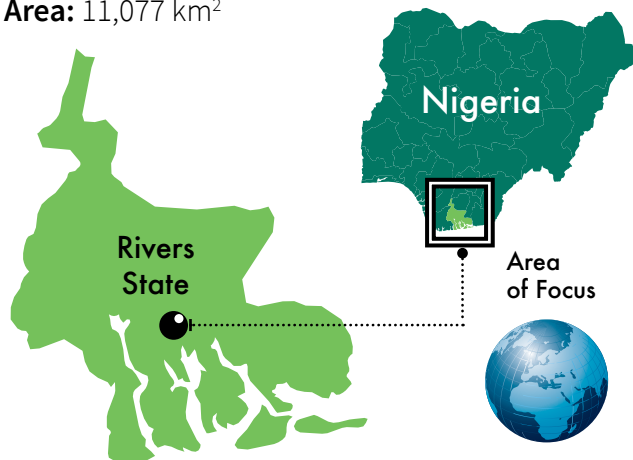 Area: 11,077 km²
Nigeria
Rivers
State
Area
of Focus